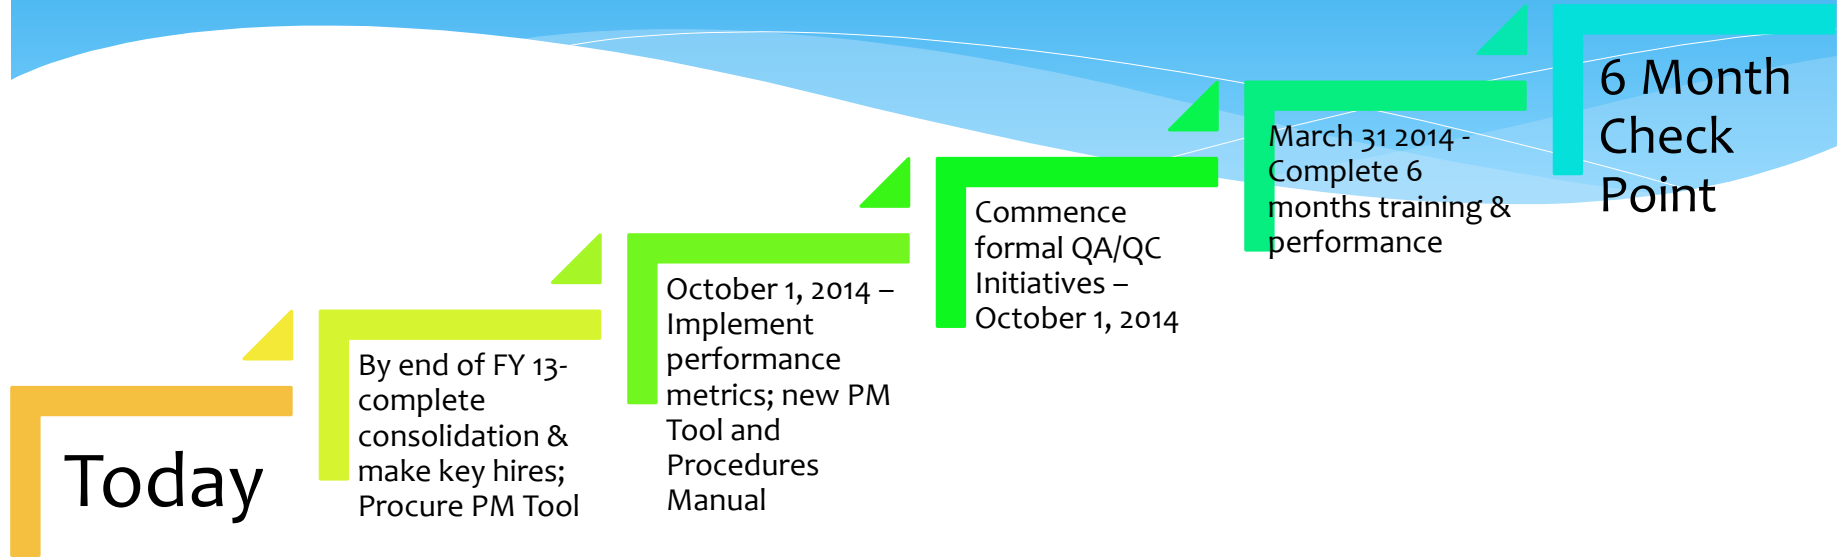 Today
By end of FY 13-
complete
consolidation &
make key hires;
Procure PM Tool
October 1, 2014 –
Implement
performance
metrics; new PM
Tool and
Procedures
Manual
Commence
formal QA/QC
Initiatives –
October 1, 2014
March 31 2014 -
Complete 6
months training &
performance
6 Month
Check
Point